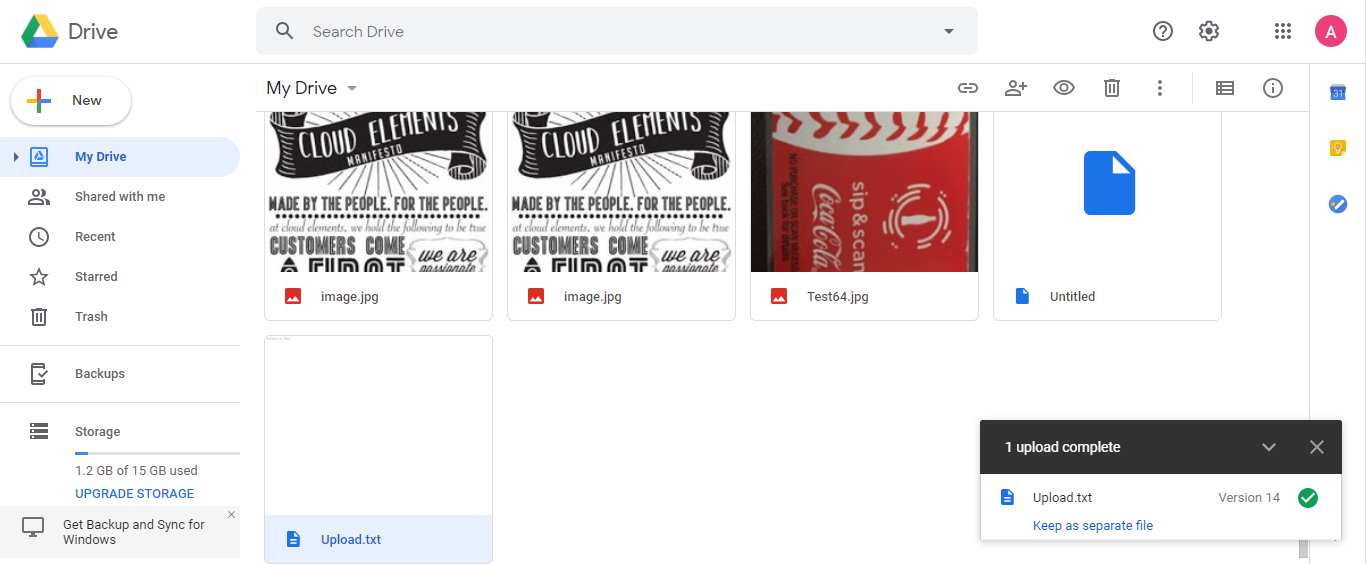 Drive
Search Drive
A
New
My Drive
31
My Drive
Shared with me
Recent
Starred
Trash
Backups
Storage
1.2 GB of 15 GB used
UPGRADE STORAGE
Get Backup and Sync for
Windows
CLOUD ELEMENTS
MANIFESTO
MADE BY THE PEOPLE. FOR THE PEOPLE.
at cloud elements, we hold the following to be true
CUSTOMERS COME
we are
image.jpg
CLOUD ELEMENTS
MANIFESTO
MADE BY THE PEOPLE. FOR THE PEOPLE.
at cloud elements, we hold the following to be true
CUSTOMERS COME
we are
image.jpg
sip & scan
Coca-Cola
See back for details.
Test64.jpg
Untitled
Upload.txt
1 upload complete
Upload.txt
Version 14
Keep as separate file